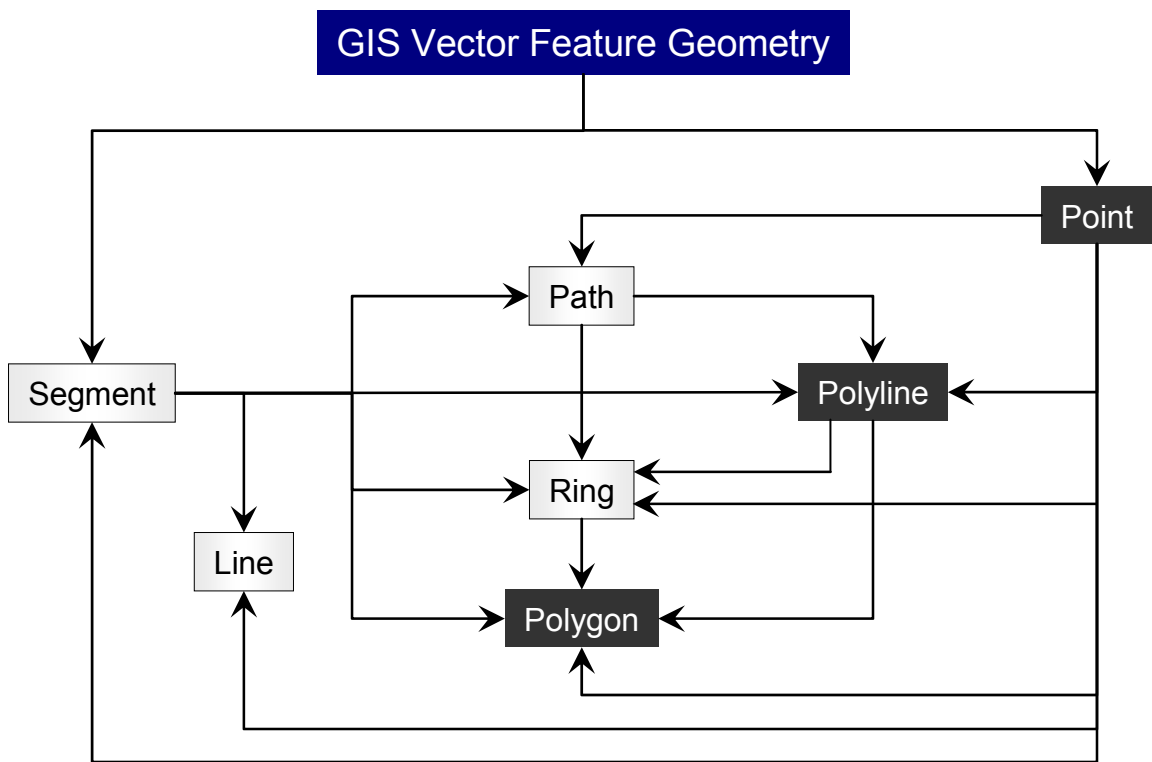 GIS Vector Feature Geometry
Point
Path
Segment
Polyline
Ring
Line
Polygon